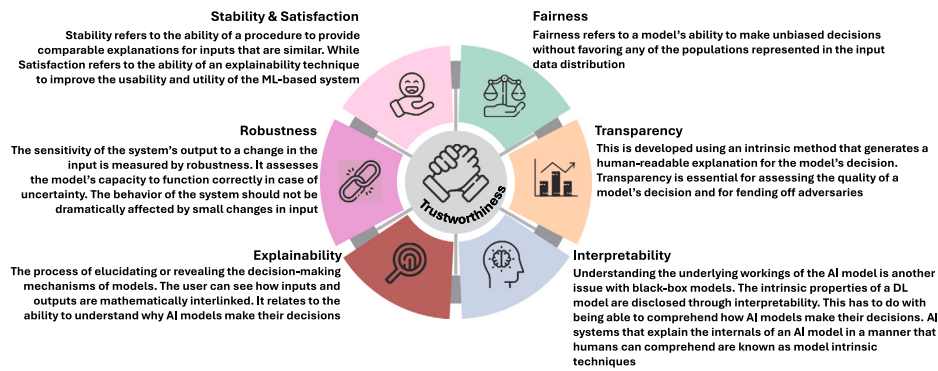 Stability & Satisfaction
Stability refers to the ability of a procedure to provide
comparable explanations for inputs that are similar. While
Satisfaction refers to the ability of an explainability technique
to improve the usability and utility of the ML-based system
Fairness
Fairness refers to a model's ability to make unbiased decisions
without favoring any of the populations represented in the input
data distribution
Robustness
The sensitivity of the system's output to a change in the
input is measured by robustness. It assesses
the model's capacity to function correctly in case of
uncertainty. The behavior of the system should not be
dramatically affected by small changes in input
Transparency
This is developed using an intrinsic method that generates a
human-readable explanation for the model's decision.
Transparency is essential for assessing the quality of a
model's decision and for fending off adversaries
Trustworthiness
Explainability
The process of elucidating or revealing the decision-making
mechanisms of models. The user can see how inputs and
outputs are mathematically interlinked. It relates to the
ability to understand why AI models make their decisions
Interpretability
Understanding the underlying workings of the AI model is another
issue with black-box models. The intrinsic properties of a DL
model are disclosed through interpretability. This has to do with
being able to comprehend how AI models make their decisions. AI
systems that explain the internals of an AI model in a manner that
humans can comprehend are known as model intrinsic
techniques